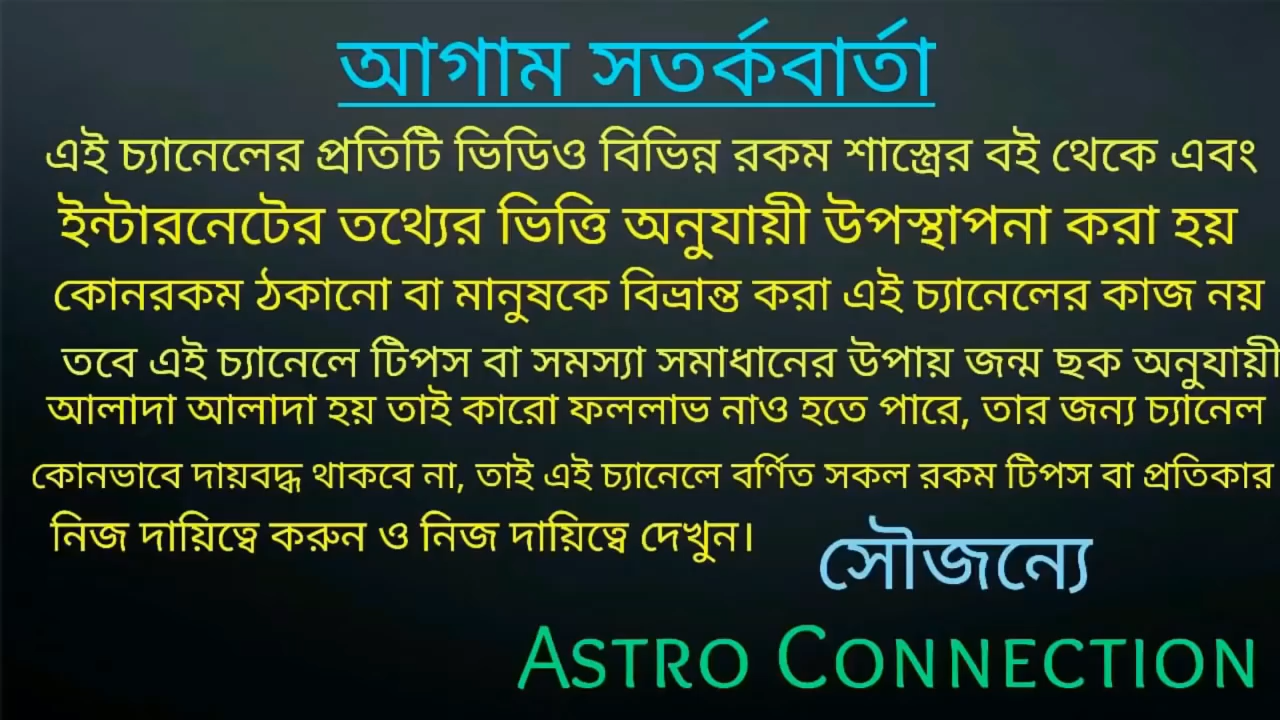 আগাম সতর্কবার্তা
এই চ্যানেলের প্রতিটি ভিডিও বিভিন্ন রকম শাস্ত্রের বই থেকে এবং
ইন্টারনেটের তথ্যের ভিত্তি অনুযায়ী উপস্থাপনা করা হয়
কোনরকম ঠকানো বা মানুষকে বিভ্রান্ত করা এই চ্যানেলের কাজ নয়
তবে এই চ্যানেলে টিপস বা সমস্যা সমাধানের উপায় জন্ম ছক অনুযায়ী
আলাদা আলাদা হয় তাই কারো ফললাভ নাও হতে পারে, তার জন্য চ্যানেল
কোনভাবে দায়বদ্ধ থাকবে না, তাই এই চ্যানেলে বর্ণিত সকল রকম টিপস বা প্রতিকার
নিজ দায়িত্বে করুন ও নিজ দায়িত্বে দেখুন।
সৌজন্যে
ASTRO CONNECTION